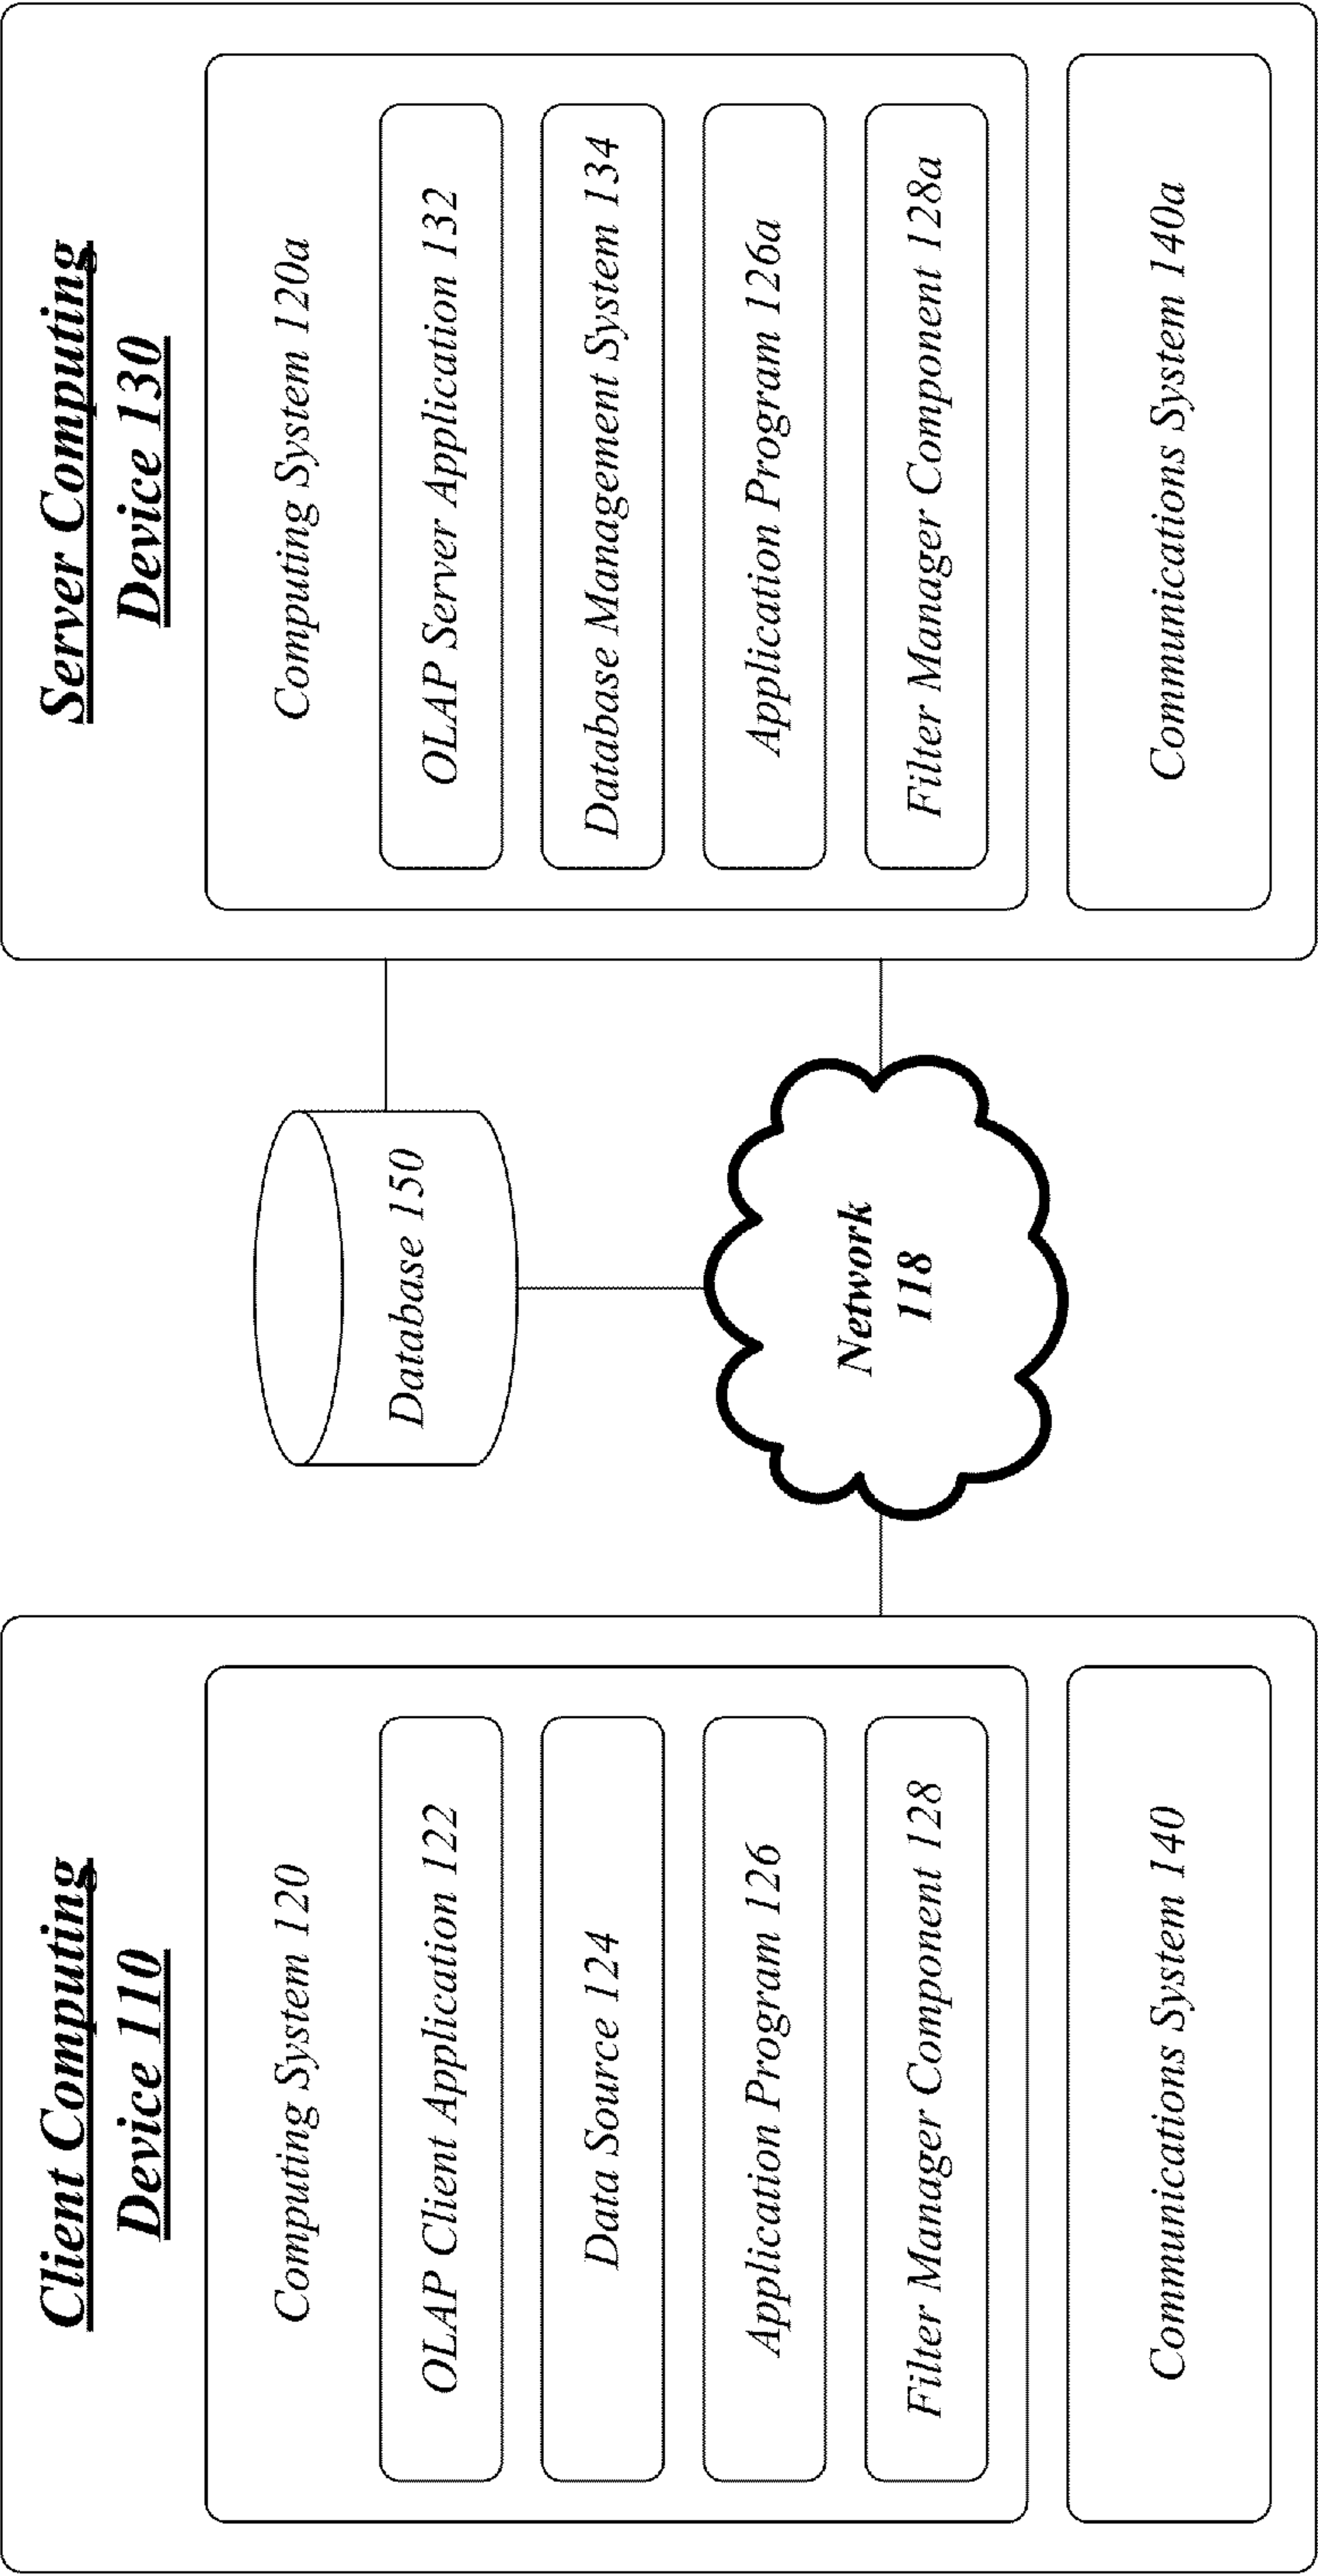 Client Computing
Device 110
Computing System 120
OLAP Client Application 122
Data Source 124
Application Program 126
Filter Manager Component 128
Communications System 140
Database 150
Network
118
Server Computing
Device 130
Computing System 120a
OLAP Server Application 132
Database Management System 134
Application Program 126a
Filter Manager Component 128a
Communications System 140a